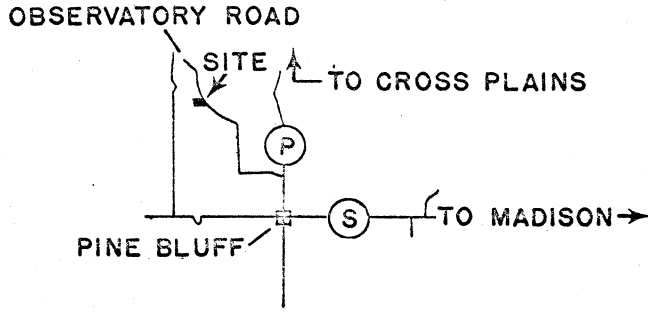 OBSERVATORY ROAD
SITE
TO CROSS PLAINS
P
S
TO MADISON
PINE BLUFF